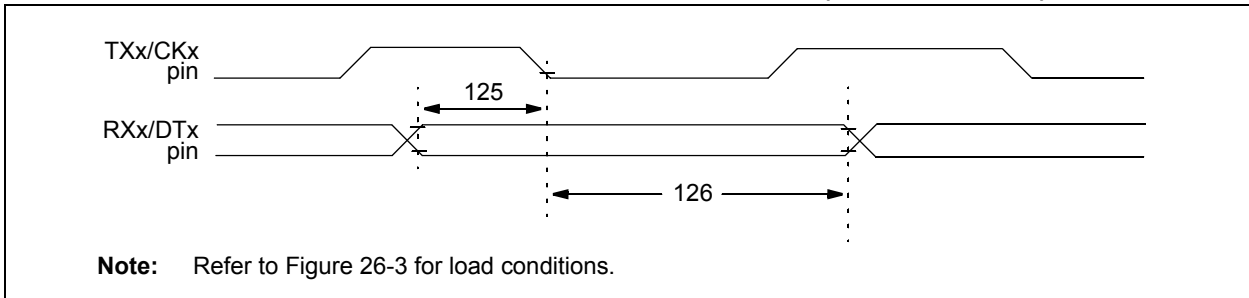 TXx/CKx
pin
125
RXx/DTx
pin
126
Note: Refer to Figure 26-3 for load conditions.